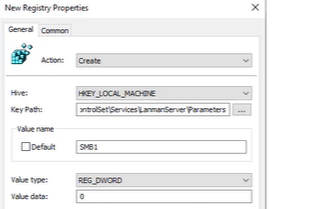 New Registry Properties
General Common
Action: Create
Hive: HKEY_LOCAL_MACHINE
Key Path: ontrolSet\Services\LanmanServer\Parameters ...
Value name
Default SMB1
Value type: REG_DWORD
Value data: 0